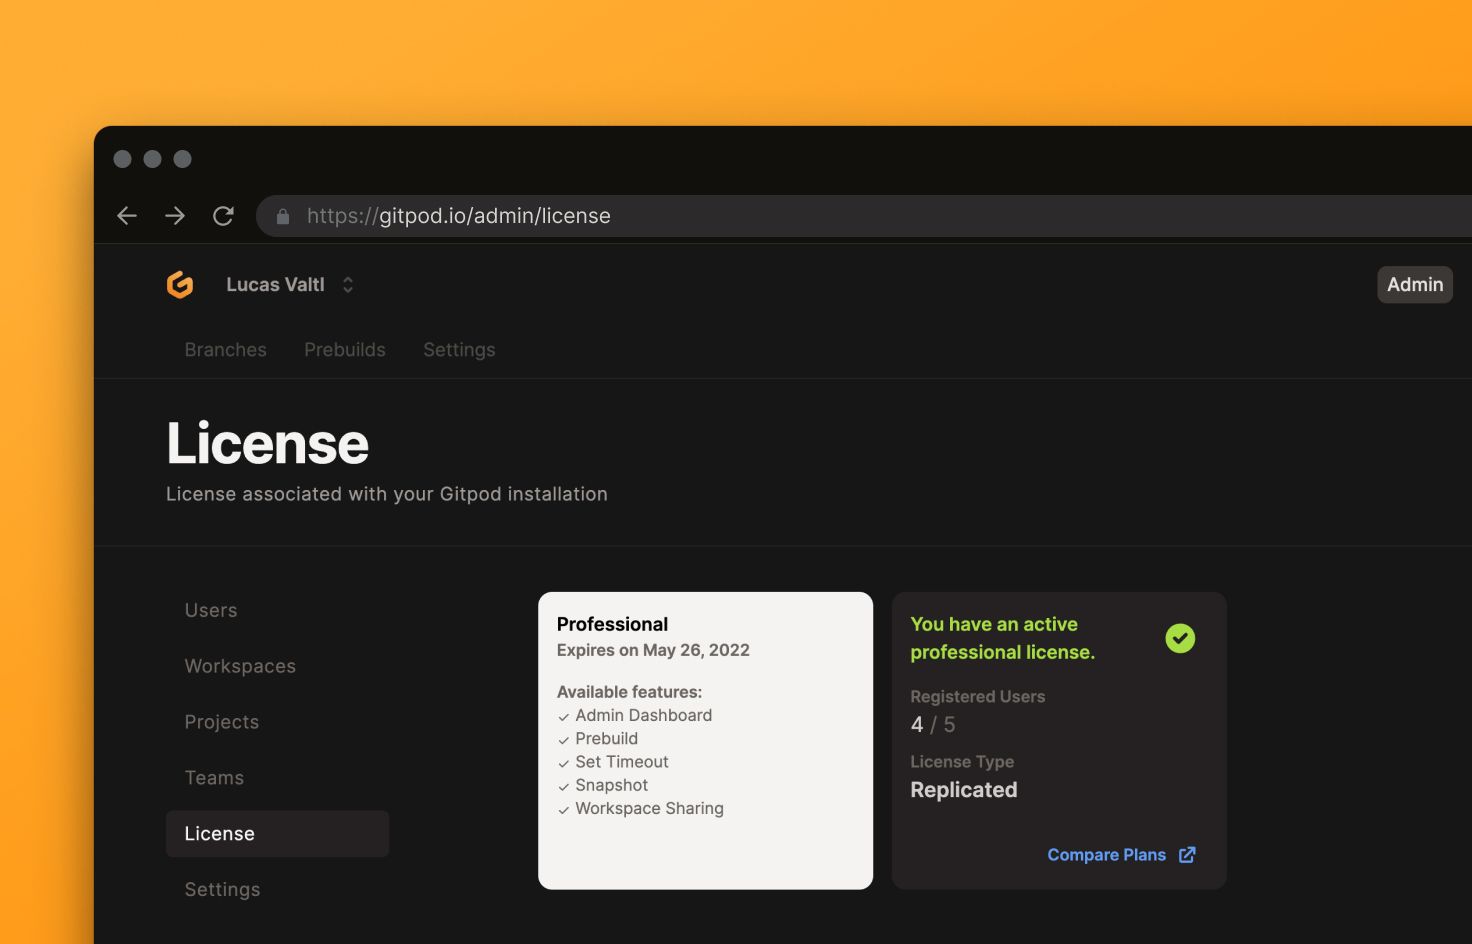 https://gitpod.io/admin/license
Lucas Valtl
Admin
Branches Prebuilds Settings
License
License associated with your Gitpod installation
Users
Workspaces
Projects
Teams
License
Settings
Professional
Expires on May 26, 2022
Available features:
Admin Dashboard
Prebuild
Set Timeout
Snapshot
Workspace Sharing
You have an active
professional license.
Registered Users
4 / 5
License Type
Replicated
Compare Plans